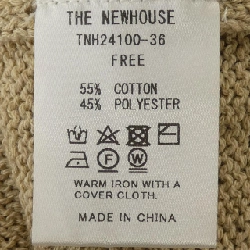 THE NEWHOUSE
TNH24100-36
FREE
55% COTTON
45% POLYESTER
F W
WARM IRON WITH A
COVER CLOTH.
MADE IN CHINA